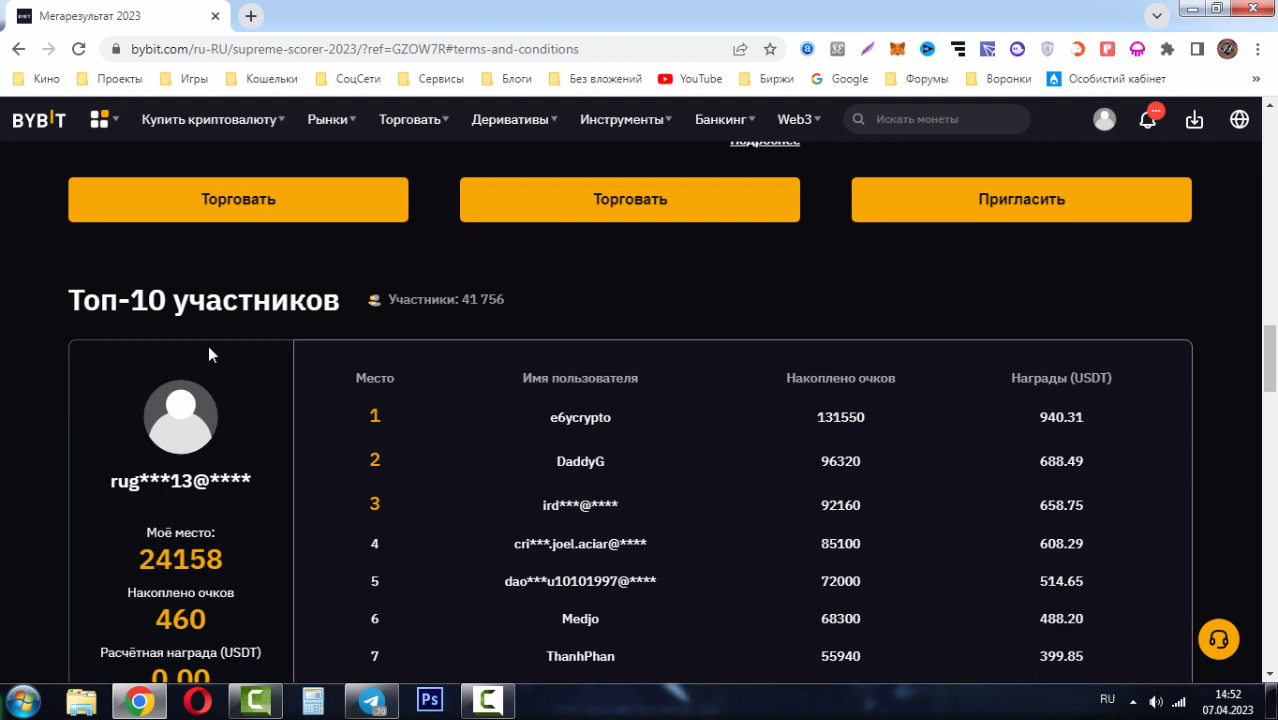 Мегарезультат 2023
bybit.com/ru-RU/supreme-scorer-2023/?ref=GZOW7R#terms-and-conditions
Кино Проекты Игры Кошельки СоцСети Сервисы Блоги Без вложений YouTube Биржи Google Форумы Воронки Особистий кабінет »
BYBIT Купить криптовалюту Рынки Торговать Деривативы Инструменты Банкинг Web3 Искать монеты
Подробнее
Торговать Торговать Пригласить
Топ-10 участников Участники: 41 756
Место Имя пользователя Накоплено очков Награды (USDT)
1 e6ycrypto 131550 940.31
2 DaddyG 96320 688.49
3 ird***@**** 92160 658.75
4 cri***.joel.aciar@**** 85100 608.29
5 dao***u10101997@**** 72000 514.65
6 Medjo 68300 488.20
7 ThanhPhan 55940 399.85
rug***13@****
Моё место:
24158
Накоплено очков
460
Расчётная награда (USDT)
0.00
Ps
70
RU
14:52
07.04.2023